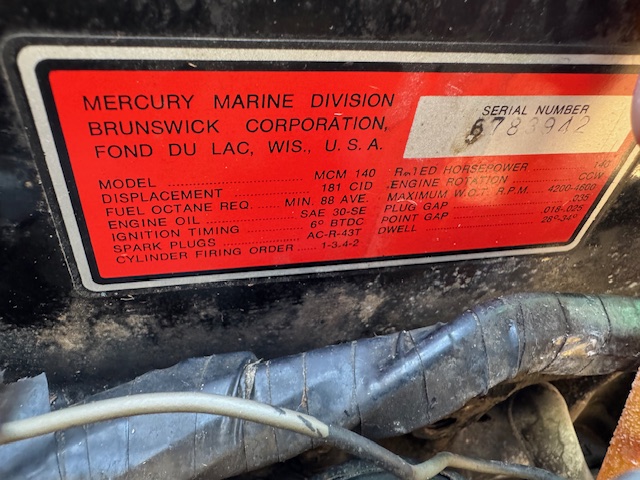 MERCURY MARINE DIVISION
BRUNSWICK CORPORATION,
FOND DU LAC, WIS., U.S.A.
SERIAL NUMBER
6783942
MODEL MCM 140
DISPLACEMENT 181 CID
FUEL OCTANE REQ. MIN. 88 AVE.
ENGINE OIL SAE 30-SE
IGNITION TIMING 6º BTDC
SPARK PLUGS AC-R-43T
CYLINDER FIRING ORDER 1-3-4-2
RATED HORSEPOWER 140
ENGINE ROTATION CCW
MAXIMUM W.O.T. R.P.M. 4200-4600
PLUG GAP .035
POINT GAP .018-.025
DWELL 28º-34º